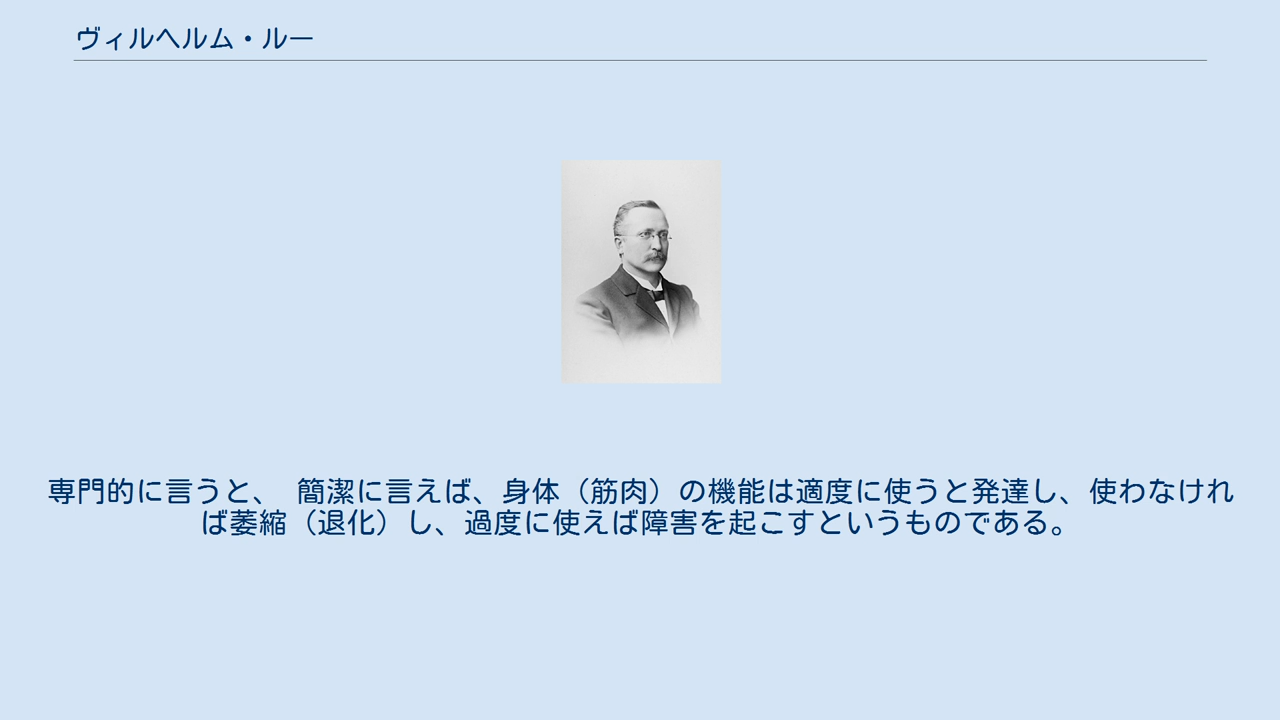 ヴィルヘルム・ルー
専門的に言うと、 簡潔に言えば、身体（筋肉）の機能は適度に使うと発達し、使わなけれ
ば萎縮（退化）し、過度に使えば障害を起こすというものである。